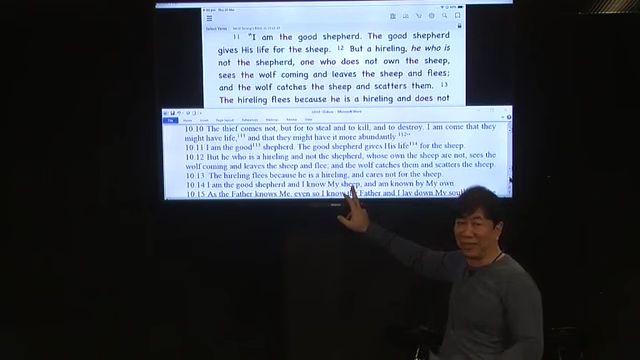 11 "I am the good shepherd. The good shepherd
gives His life for the sheep. 12 But a hireling, he who is
not the shepherd, one who does not own the sheep,
sees the wolf coming and leaves the sheep and flees;
and the wolf catches the sheep and scatters them. 13
The hireling flees because he is a hireling and does not
10.10 The thief comes not, but for to steal and to kill, and to destroy. I am come that they
might have life,111 and that they might have it more abundantly 112"
10.11 I am the good113 shepherd. The good shepherd gives His life114 for the sheep.
10.12 But he who is a hireling and not the shepherd, whose own the sheep are not, sees the
wolf coming and leaves the sheep and flee; and the wolf catches them and scatters the sheep.
10.13. The hireling flees because he is a hireling, and cares not for the sheep.
10.14 I am the good shepherd and I know My sheep, and am known by My own
10.15 As the Father knows Me, even so I know the Father and I lay down My soul